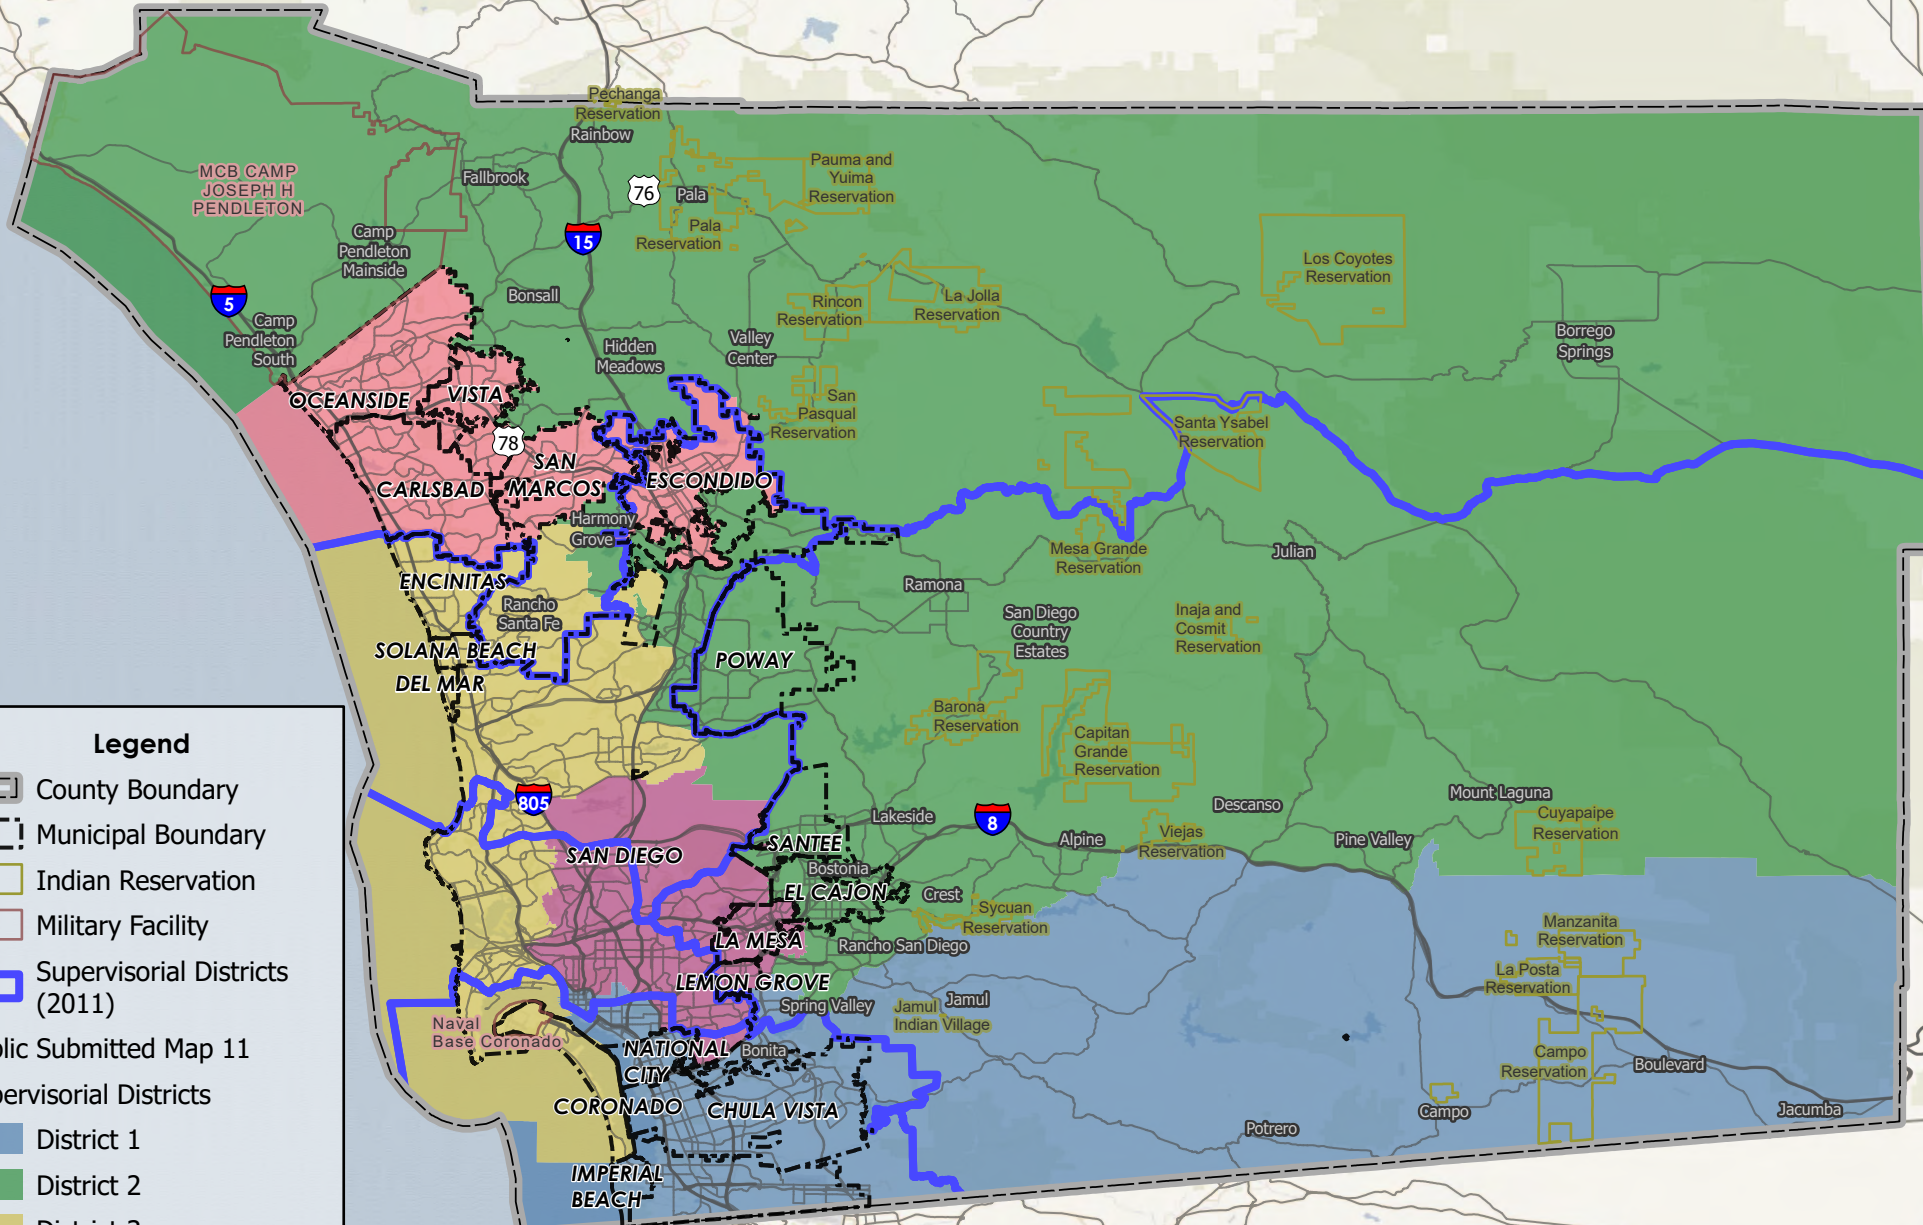 Pechanga
Reservation
Rainbow
MCB CAMP
JOSEPH H
PENDLETON
Fallbrook
76
Pala
Pauma and
Yuima
Reservation
Pala
Reservation
15
Camp
Pendleton
Mainside
Los Coyotes
Reservation
5
Bonsall
Rincon
Reservation
La Jolla
Reservation
Camp
Pendleton
South
Hidden
Meadows
Valley
Center
Borrego
Springs
OCEANSIDE
VISTA
San
Pasqual
Reservation
Santa Ysabel
Reservation
78
SAN
MARCOS
CARLSBAD
ESCONDIDO
Harmony
Grove
Mesa Grande
Reservation
Julian
ENCINITAS
Rancho
Santa Fe
Ramona
San Diego
Country
Estates
Inaja and
Cosmit
Reservation
SOLANA BEACH
DEL MAR
POWAY
Barona
Reservation
Capitan
Grande
Reservation
805
SAN DIEGO
SANTEE
Lakeside
8
Alpine
Viejas
Reservation
Descanso
Mount Laguna
Pine Valley
Cuyapaipe
Reservation
Bostonia
EL CAJON
Crest
Sycuan
Reservation
LA MESA
Rancho San Diego
Manzanita
Reservation
LEMON GROVE
Spring Valley
Jamul
Indian Village
Jamul
La Posta
Reservation
Naval
Base Coronado
NATIONAL
CITY
Bonita
Campo
Reservation
Boulevard
CORONADO
CHULA VISTA
Campo
Jacumba
Potrero
IMPERIAL
BEACH
Legend
County Boundary
Municipal Boundary
Indian Reservation
Military Facility
Supervisorial Districts
(2011)
lic Submitted Map 11
ervisorial Districts
District 1
District 2